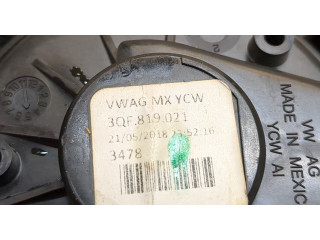 VWAG MX YCW
3QF.819.021
21/05/2018 13:52:16
3478
VW AG
MADE IN MEXICO
YCW AI